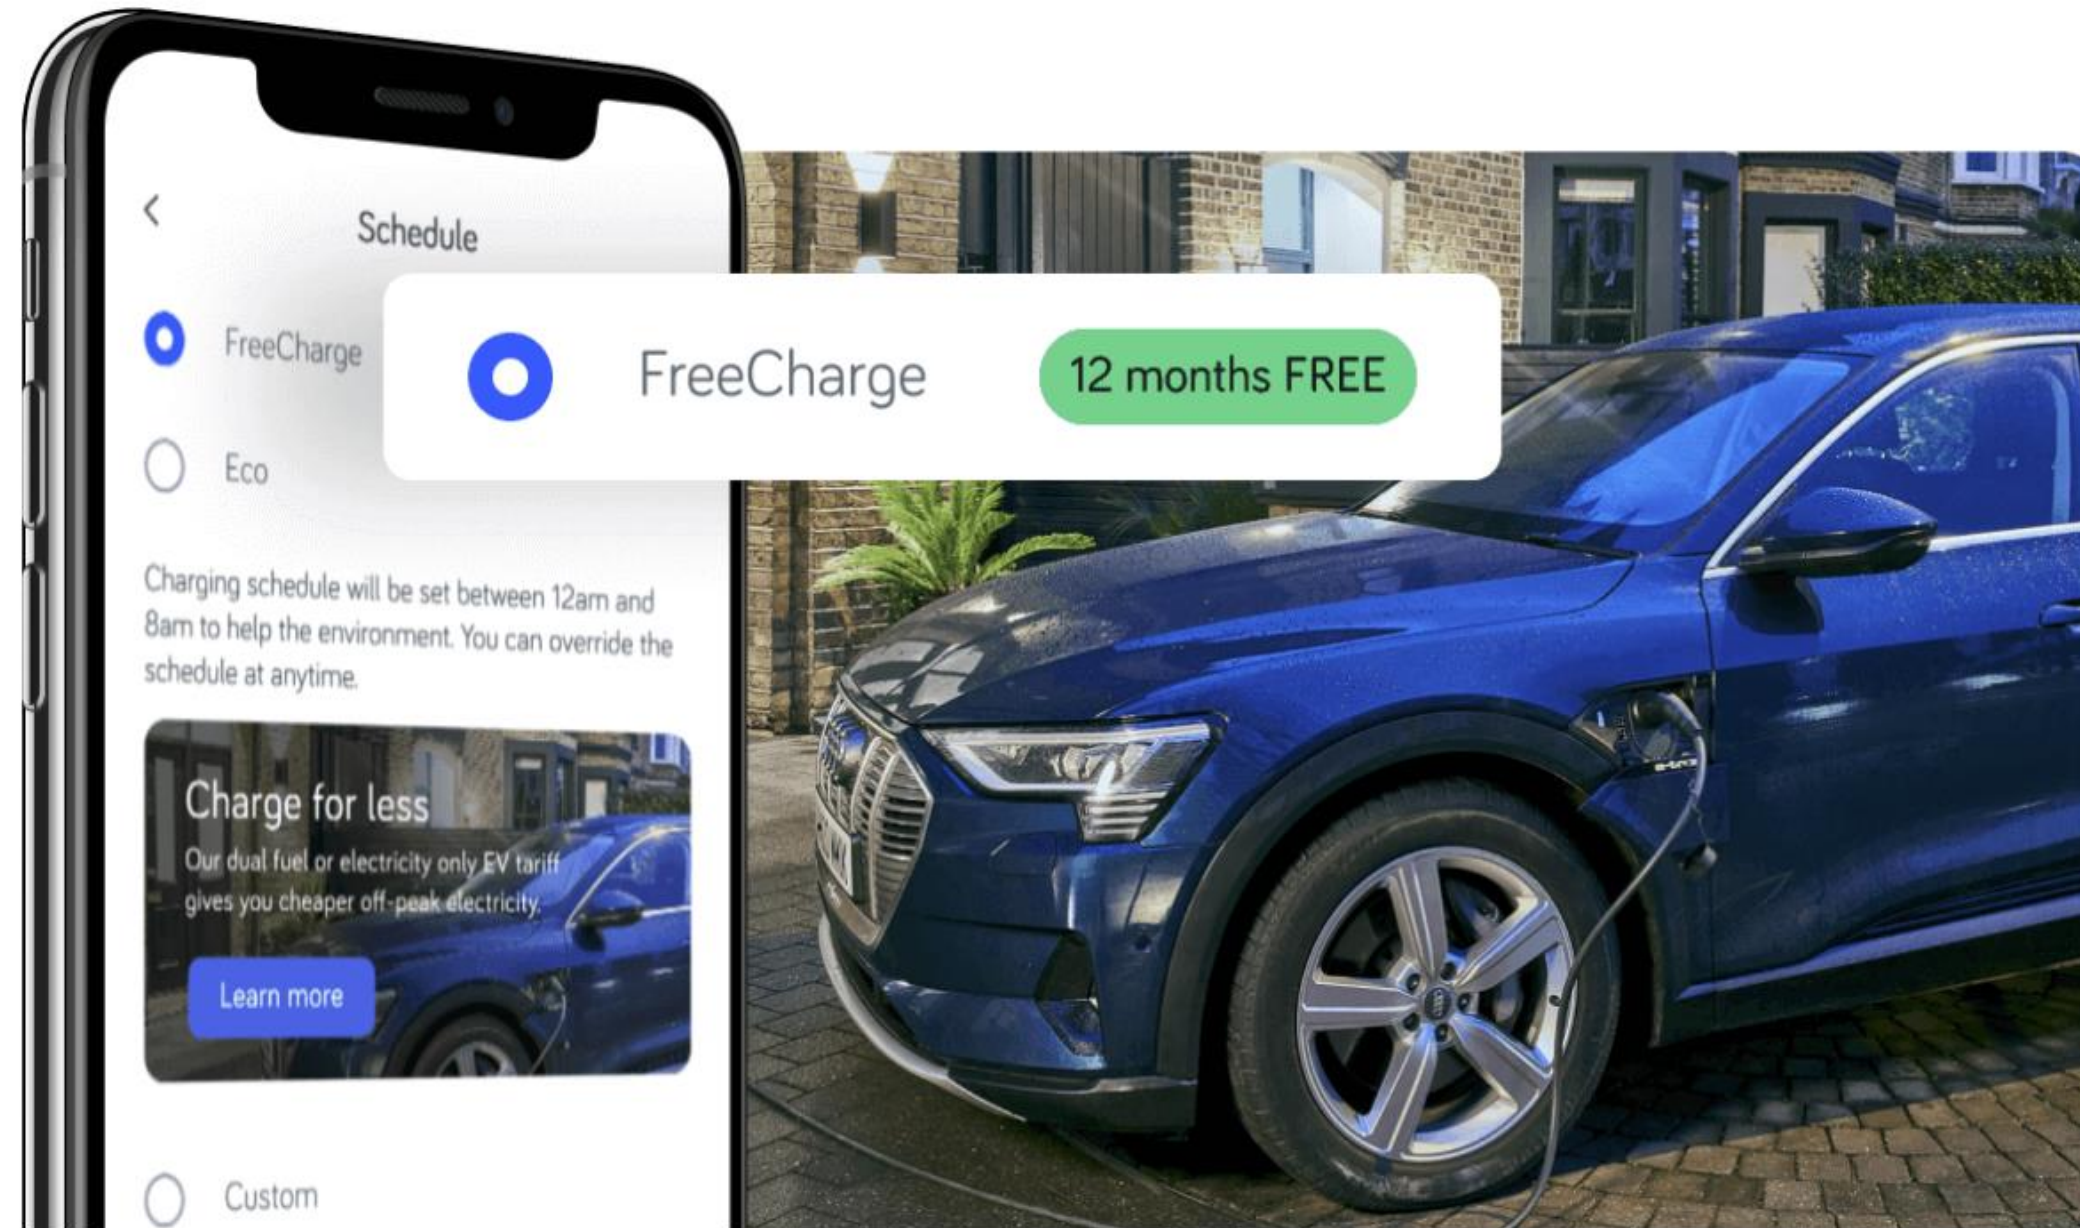 Schedule
FreeCharge
FreeCharge
12 months FREE
Eco
Charging schedule will be set between 12am and
8am to help the environment. You can override the
schedule at anytime.
Charge for less
Our dual fuel or electricity only EV tariff
gives you cheaper off-peak electricity.
Learn more
Custom